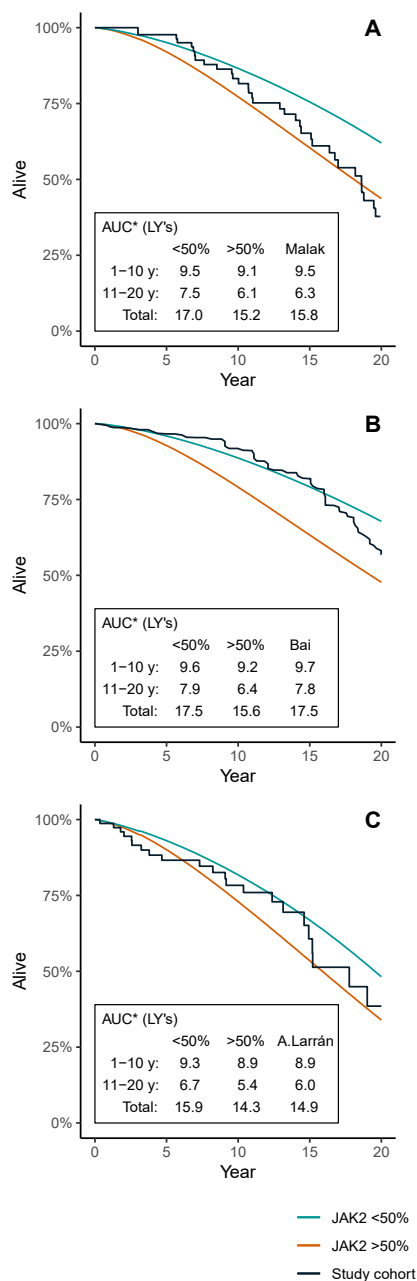 A
100%
75%
50%
25%
0%
Alive
AUC* (LY's)
<50% >50% Malak
1−10 y: 9.5 9.1 9.5
11−20 y: 7.5 6.1 6.3
Total: 17.0 15.2 15.8
0 5 10 15 20
Year
B
100%
75%
50%
25%
0%
Alive
AUC* (LY's)
<50% >50% Bai
1−10 y: 9.6 9.2 9.7
11−20 y: 7.9 6.4 7.8
Total: 17.5 15.6 17.5
0 5 10 15 20
Year
C
100%
75%
50%
25%
0%
Alive
AUC* (LY's)
<50% >50% A.Larrán
1−10 y: 9.3 8.9 8.9
11−20 y: 6.7 5.4 6.0
Total: 15.9 14.3 14.9
0 5 10 15 20
Year
JAK2 <50%
JAK2 >50%
Study cohort